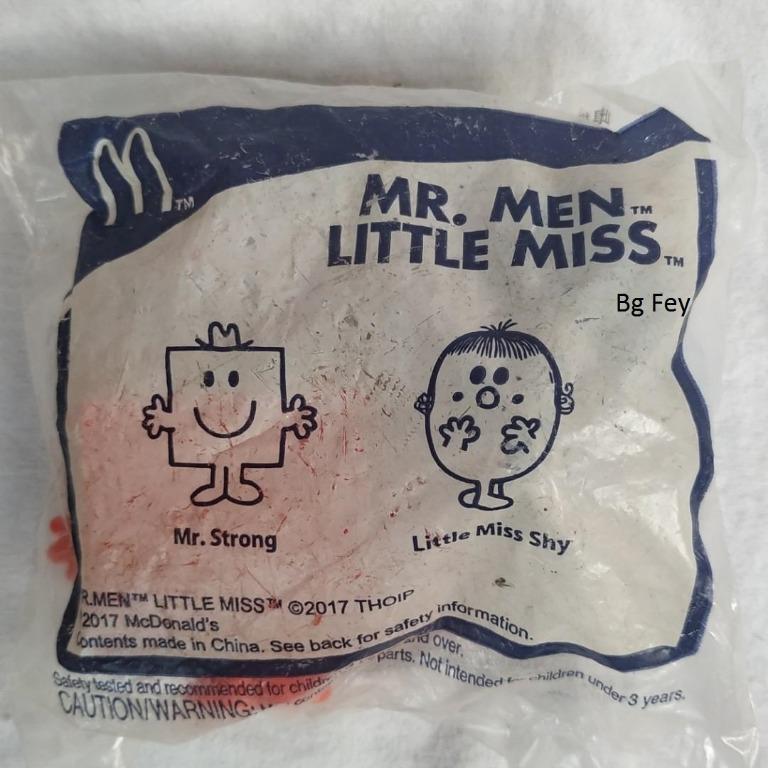 MR. MEN™
LITTLE MISS™
Bg Fey
Mr. Strong
Little Miss Shy
R.MEN™ LITTLE MISS™ ©2017 THOIP
2017 McDonald's
ontents made in China. See back for safety information.
Safety tested and recommended for and over.
CAUTION/WARNING: parts. Not intended children under 3 years.